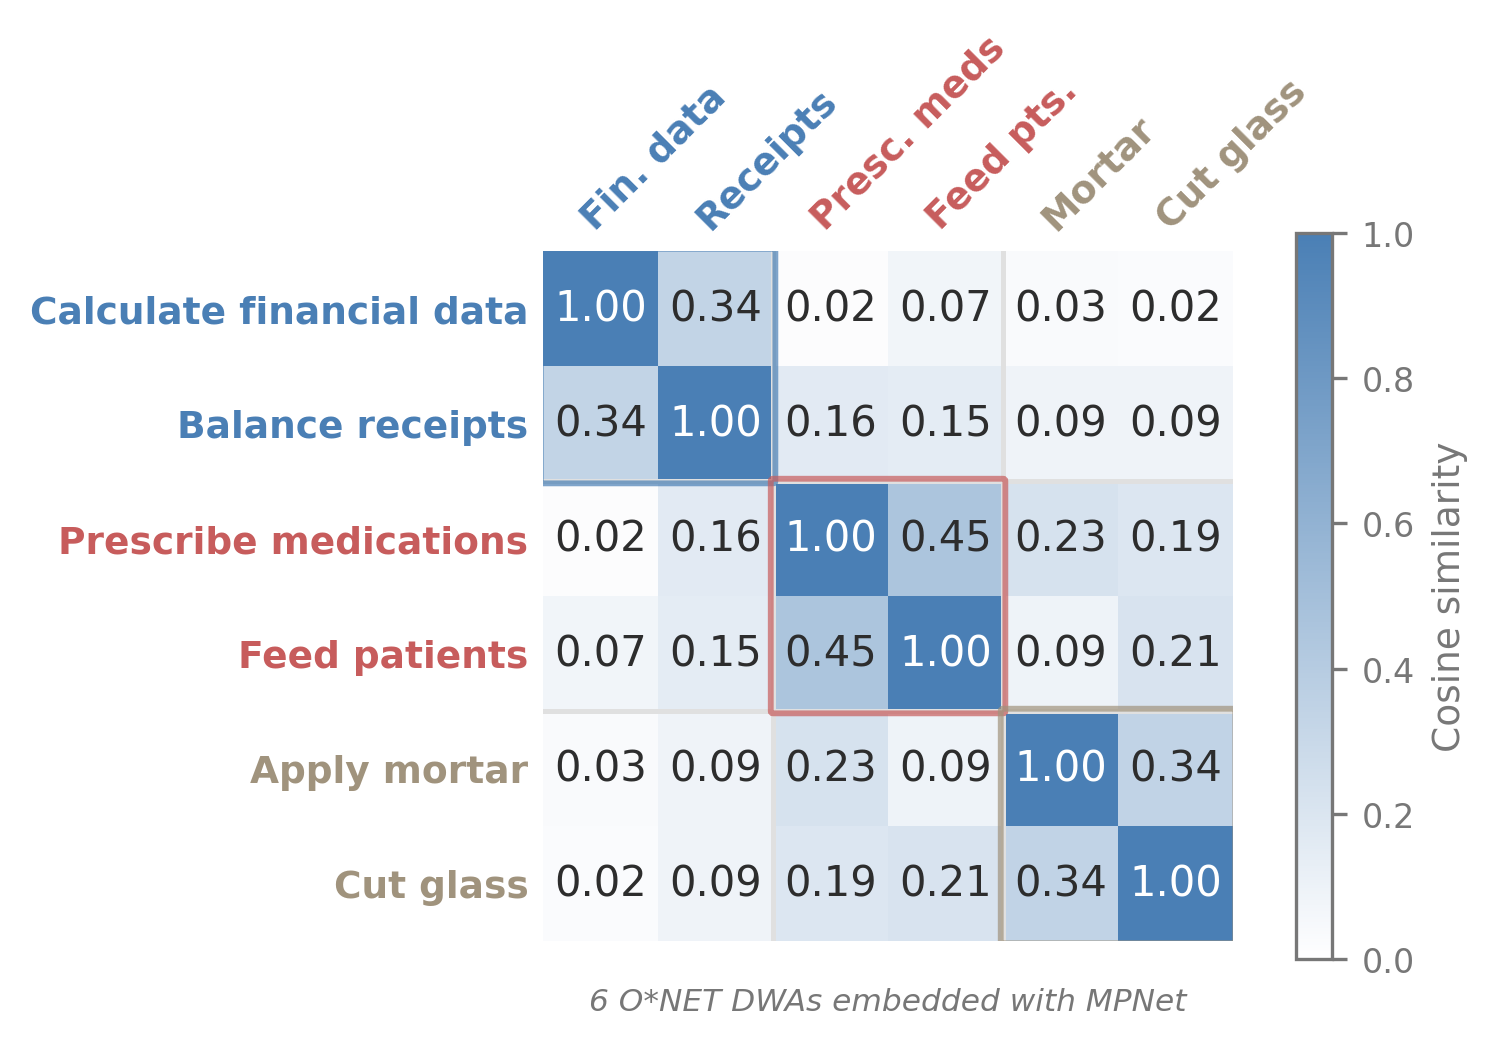 Fin. data
Receipts
Presc. meds
Feed pts.
Mortar
Cut glass
Calculate financial data 1.00 0.34 0.02 0.07 0.03 0.02
Balance receipts 0.34 1.00 0.16 0.15 0.09 0.09
Prescribe medications 0.02 0.16 1.00 0.45 0.23 0.19
Feed patients 0.07 0.15 0.45 1.00 0.09 0.21
Apply mortar 0.03 0.09 0.23 0.09 1.00 0.34
Cut glass 0.02 0.09 0.19 0.21 0.34 1.00
1.0
0.8
0.6
0.4
0.2
0.0
Cosine similarity
6 O*NET DWAs embedded with MPNet